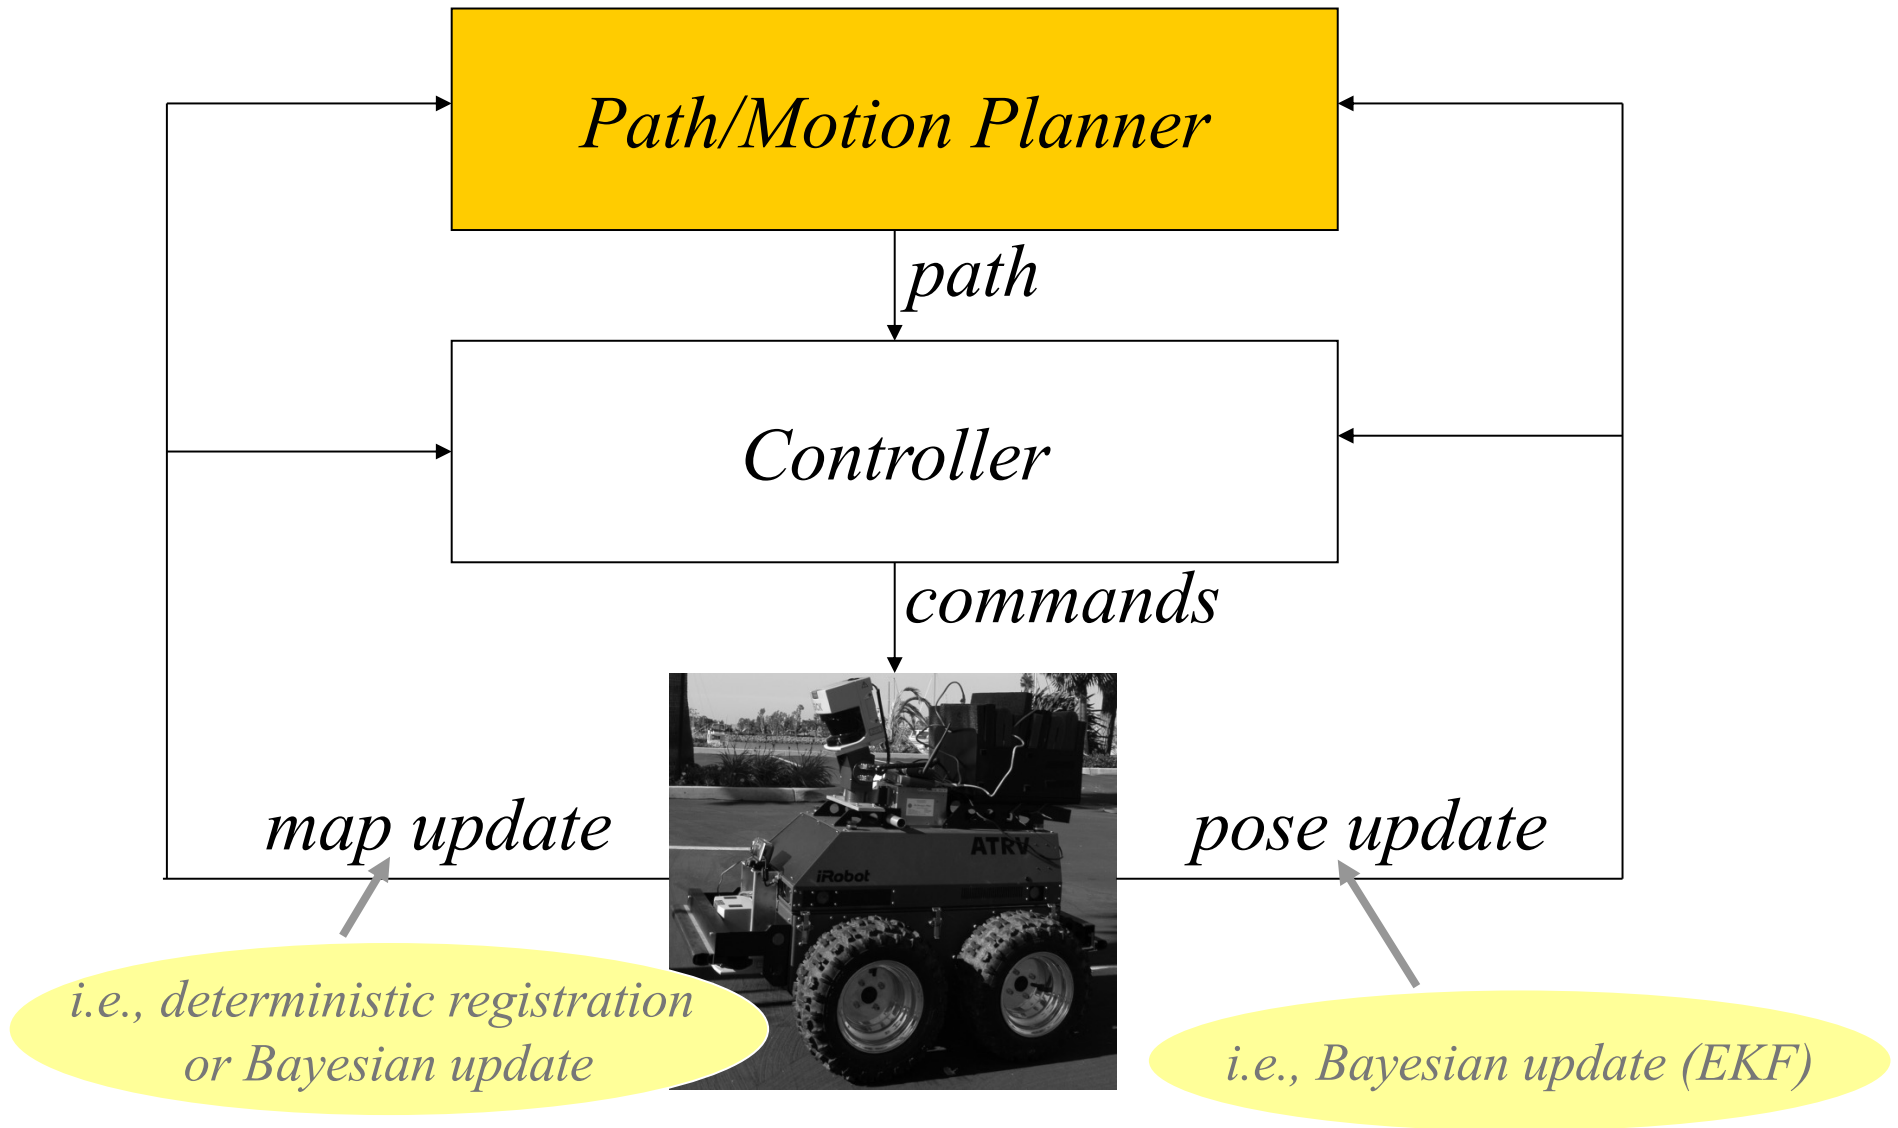 Path/Motion Planner
path
Controller
commands
map update
pose update
ATRV
iRobot
i.e., deterministic registration
or Bayesian update
i.e., Bayesian update (EKF)